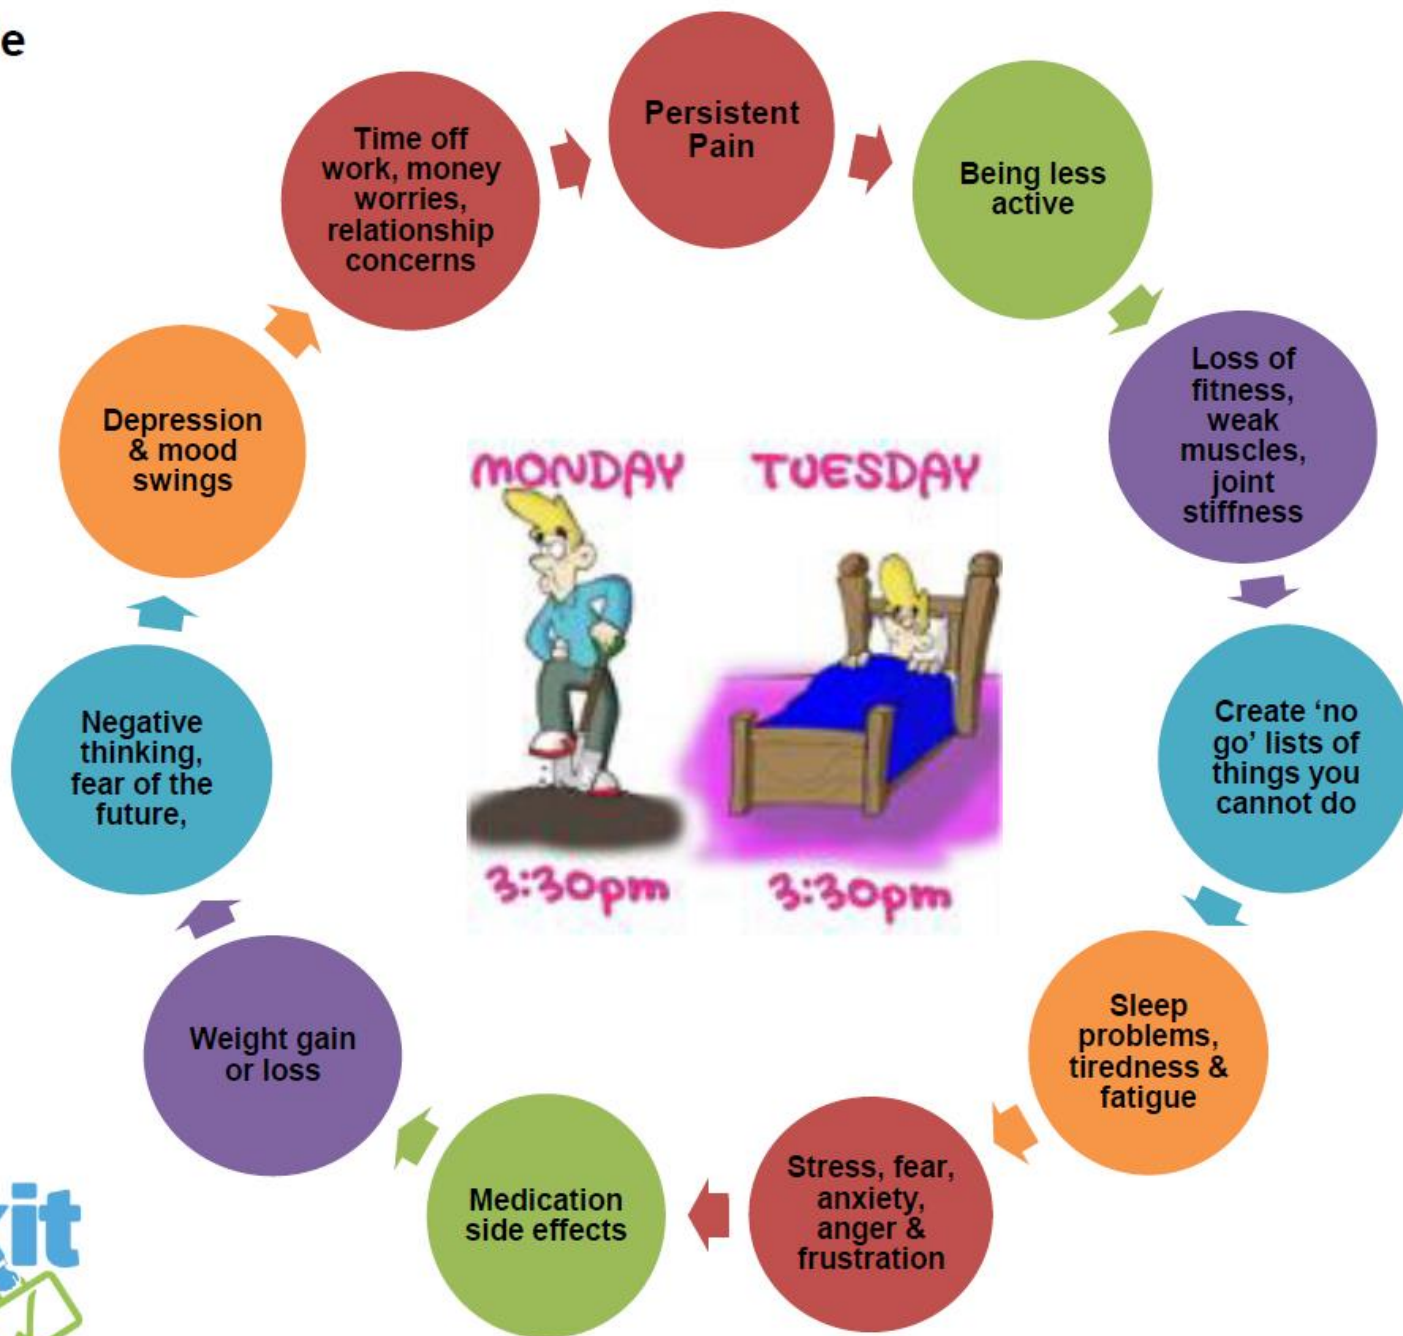 e
Persistent
Pain
Being less
active
Loss of
fitness,
weak
muscles,
joint
stiffness
Create ‘no
go’ lists of
things you
cannot do
Sleep
problems,
tiredness &
fatigue
Stress, fear,
anxiety,
anger &
frustration
Medication
side effects
Weight gain
or loss
Negative
thinking,
fear of the
future,
Depression
& mood
swings
Time off
work, money
worries,
relationship
concerns
MONDAY TUESDAY
3:30pm 3:30pm
kit